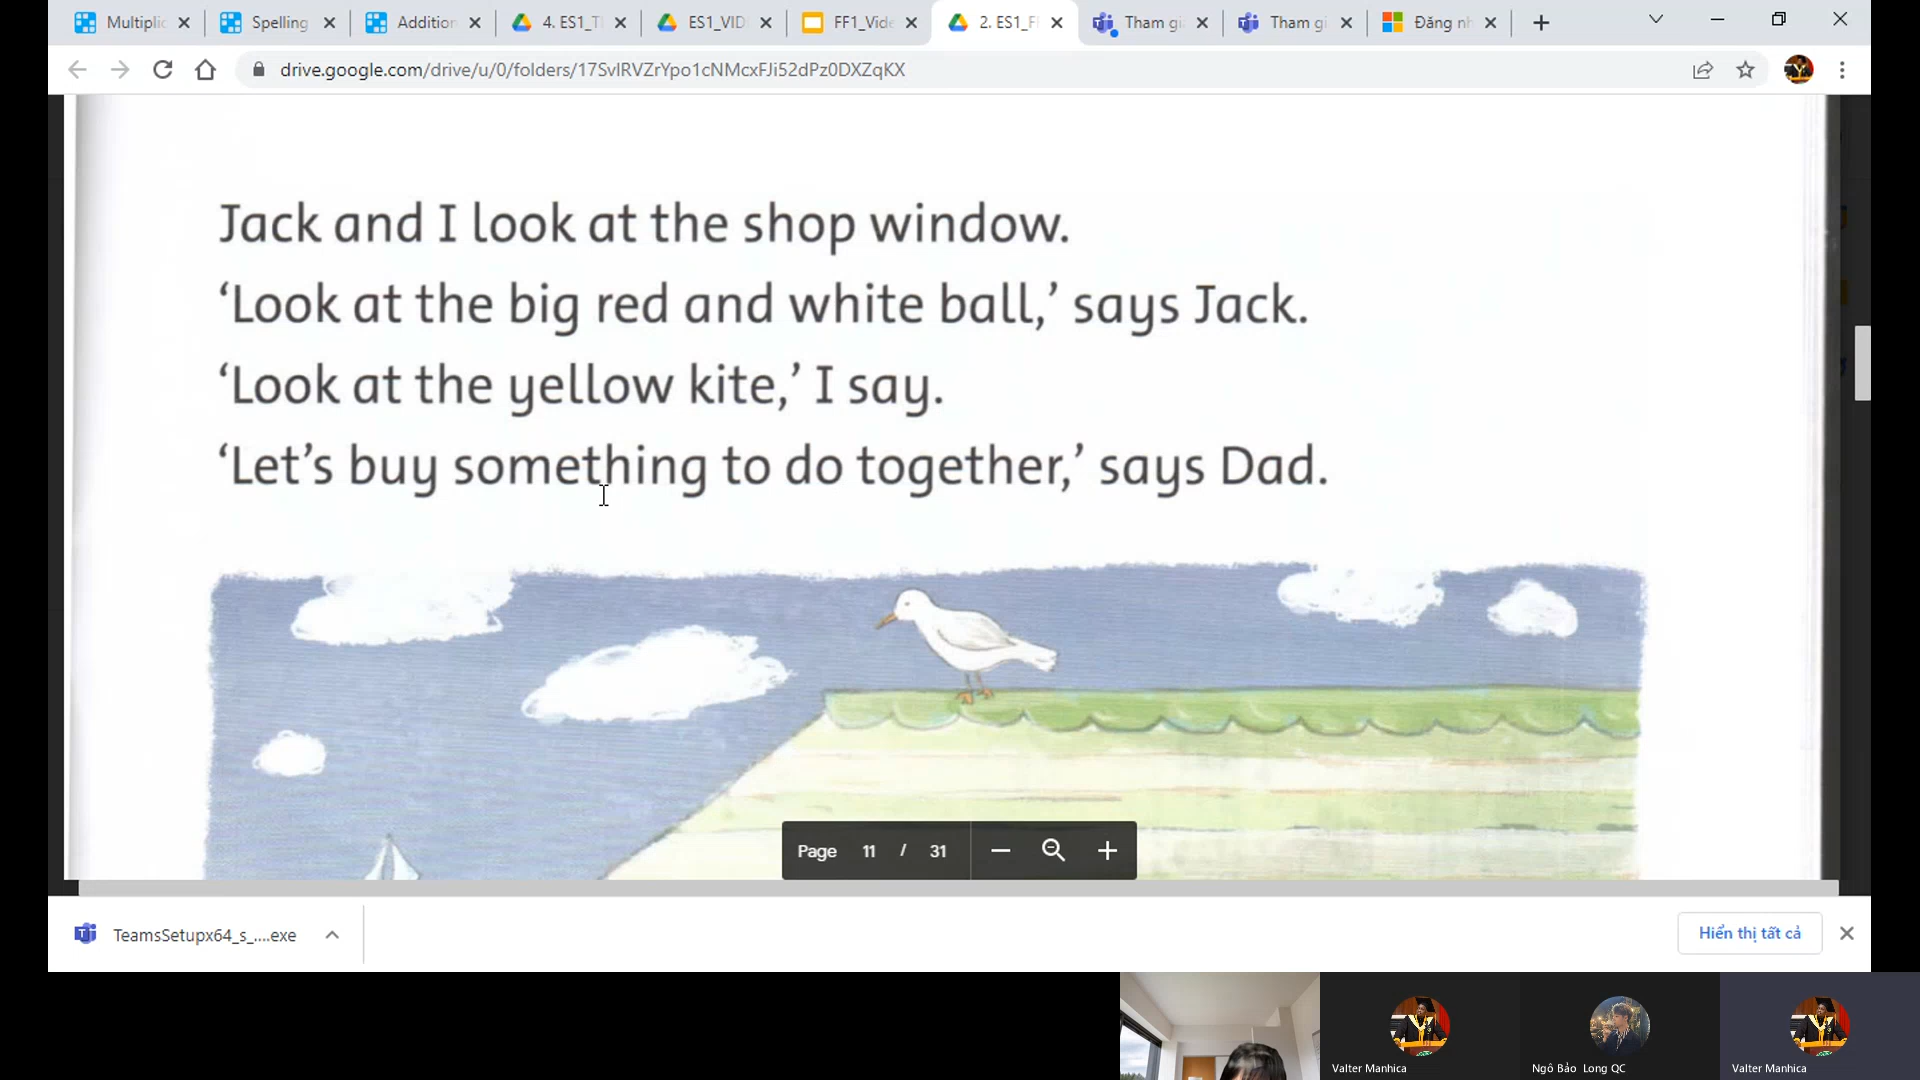 Multiplic
Spelling
Addition
4. ES1_T
ES1_VID
FF1_Vide
2. ES1_F
Tham gi
Tham gi
Đăng nh
drive.google.com/drive/u/0/folders/17SvIRVZrYpo1cNMcxFJi52dPz0DXZqKX
Jack and I look at the shop window.
‘Look at the big red and white ball,’ says Jack.
‘Look at the yellow kite,’ I say.
‘Let’s buy something to do together,’ says Dad.
Page 11 / 31
TeamsSetupx64_s_....exe
Hiển thị tất cả
Valter Manhica
Ngô Bảo Long QC
Valter Manhica